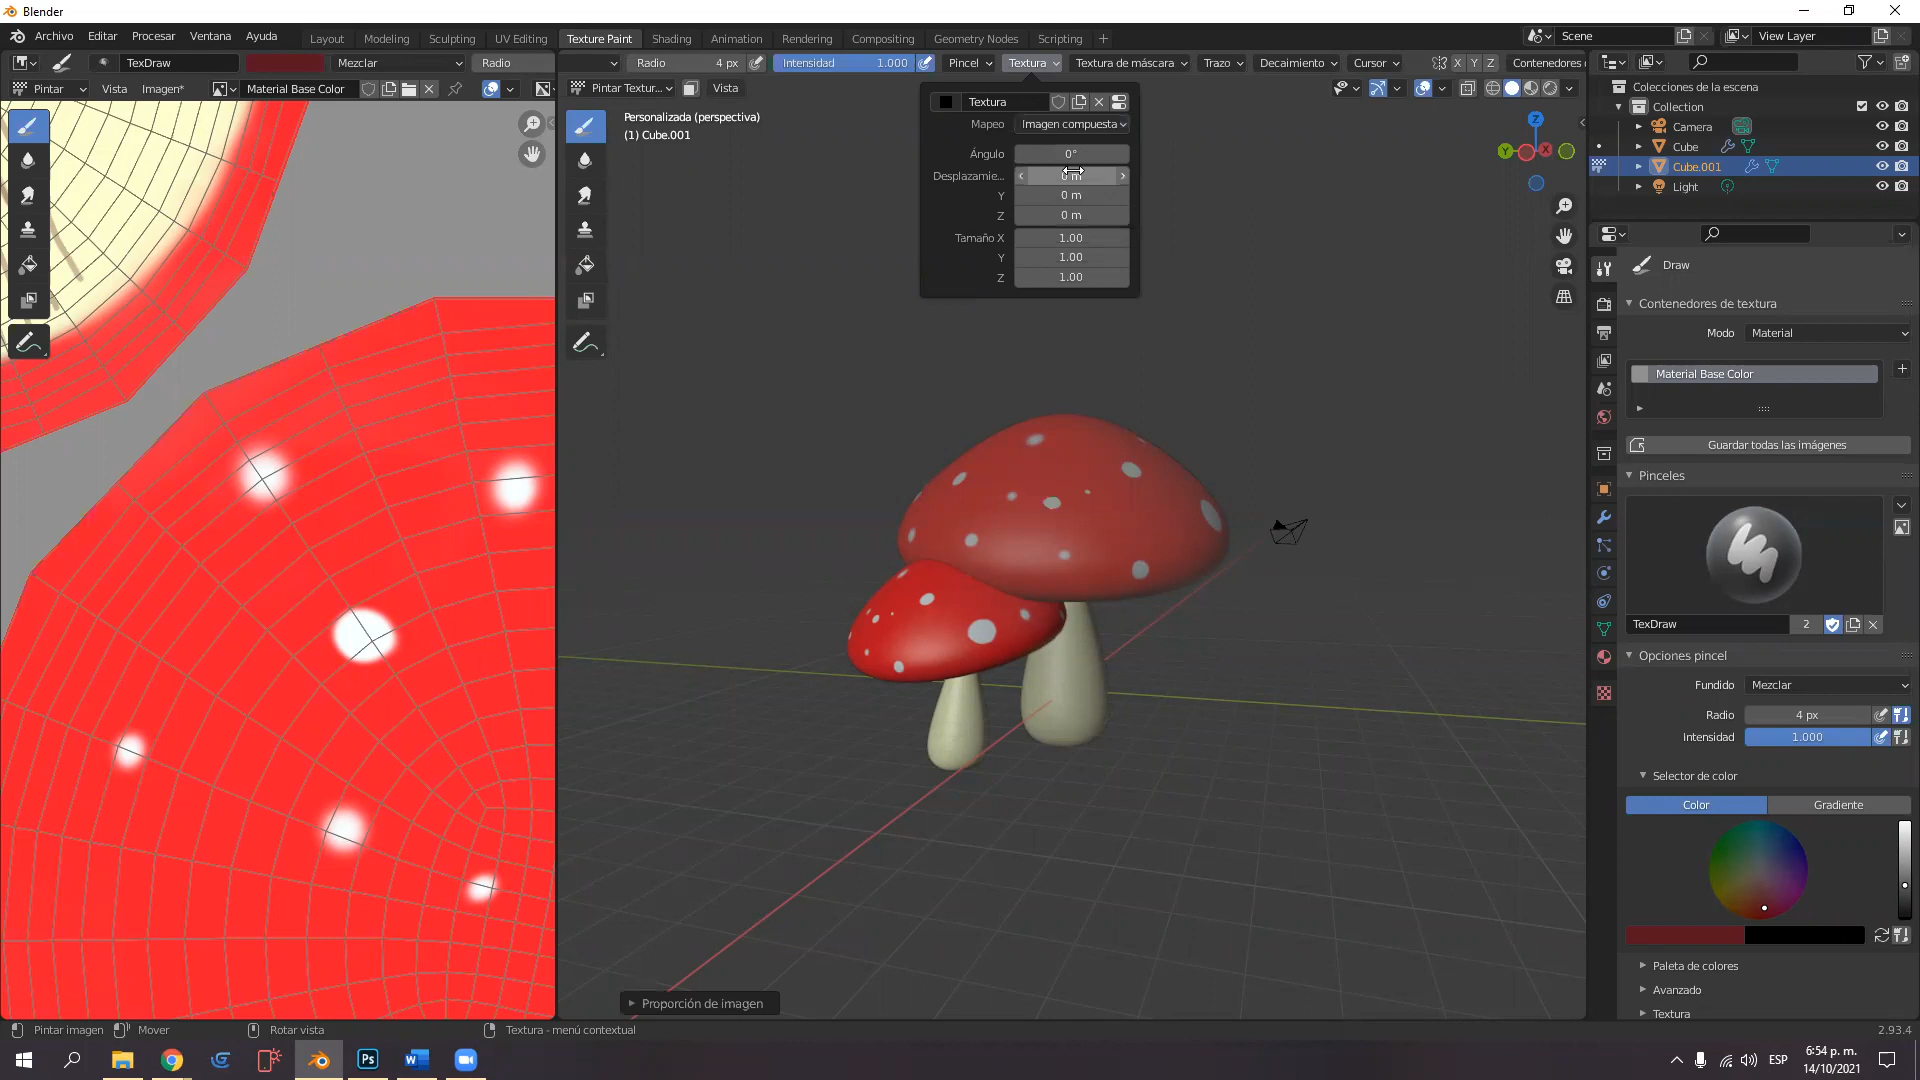 Blender
Archivo Editar Procesar Ventana Ayuda Layout Modeling Sculpting UV Editing Texture Paint Shading Animation Rendering Compositing Geometry Nodes Scripting + Scene View Layer
TexDraw Mezclar Radio Radio 4 px Intensidad 1.000 Pincel Textura Textura de máscara Trazo Decaimiento Cursor X Y Z Contenedores
Pintar Vista Imagen* Material Base Color Pintar Textur... Vista
Personalizada (perspectiva)
(1) Cube.001
Textura
Mapeo Imagen compuesta
Ángulo 0°
Desplazamie... 0 m
Y 0 m
Z 0 m
Tamaño X 1.00
Y 1.00
Z 1.00
Z
Y X
Proporción de imagen
Colecciones de la escena
Collection
Camera
Cube
Cube.001
Light
Draw
Contenedores de textura
Modo Material
Material Base Color
Guardar todas las imágenes
Pinceles
TexDraw 2
Opciones pincel
Fundido Mezclar
Radio 4 px
Intensidad 1.000
Selector de color
Color Gradiente
Paleta de colores
Avanzado
Textura
Pintar imagen Mover Rotar vista Textura - menú contextual 2.93.4
Ps W ESP 6:54 p. m.
14/10/2021